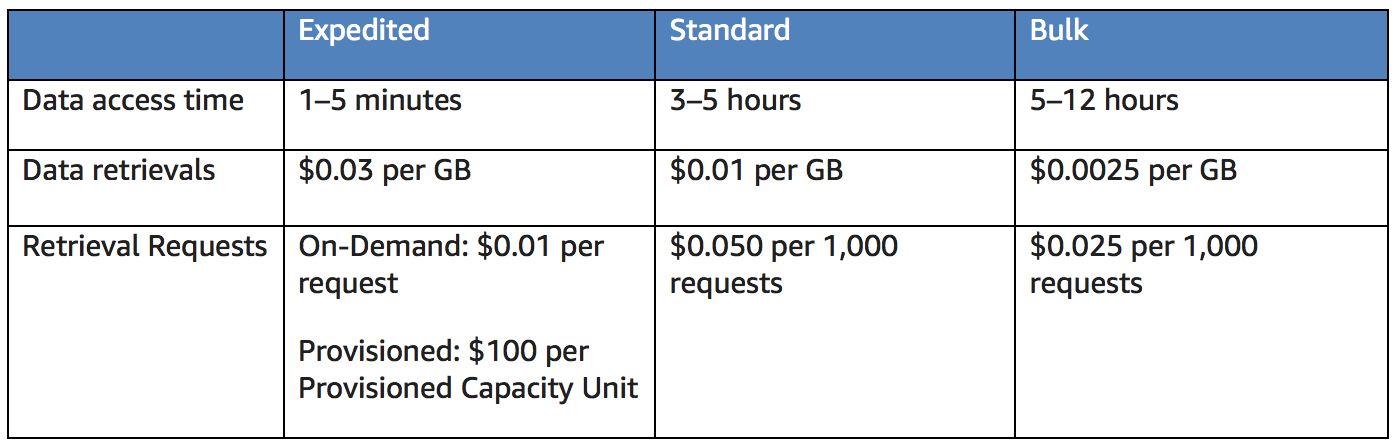 Expedited Standard Bulk
Data access time 1–5 minutes 3–5 hours 5–12 hours
Data retrievals $0.03 per GB $0.01 per GB $0.0025 per GB
Retrieval Requests On-Demand: $0.01 per $0.050 per 1,000 $0.025 per 1,000
request requests requests
Provisioned: $100 per
Provisioned Capacity Unit